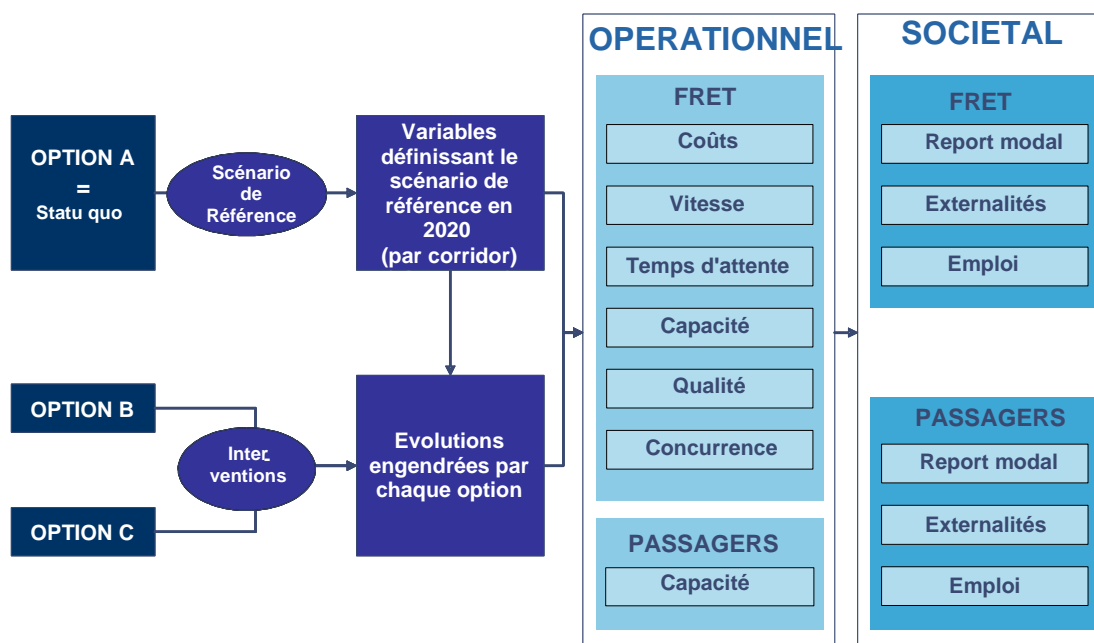 OPTION A
=
Statu quo
Scénario
de
Référence
Variables
définissant le
scénario de
référence en
2020
(par corridor)
OPTION B
OPTION C
Inter
ventions
Evolutions
engendrées par
chaque option
OPERATIONNEL
FRET
Coûts
Vitesse
Temps d'attente
Capacité
Qualité
Concurrence
PASSAGERS
Capacité
SOCIETAL
FRET
Report modal
Externalités
Emploi
PASSAGERS
Report modal
Externalités
Emploi